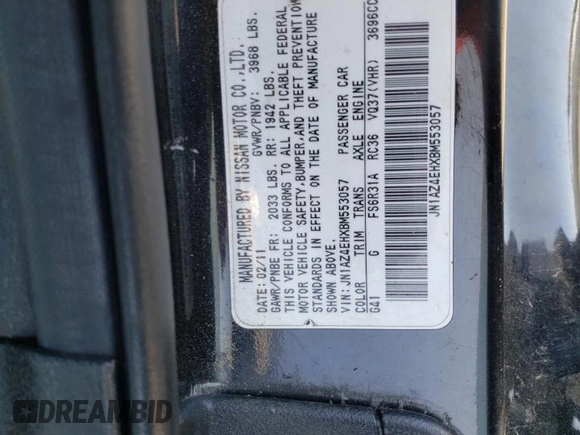 MANUFACTURED BY NISSAN MOTOR CO.,LTD.
DATE: 02/11 GVWR/PNBV: 3968 LBS.
GAWR/PNBE FR: 2033 LBS. RR: 1942 LBS.
THIS VEHICLE CONFORMS TO ALL APPLICABLE FEDERAL
MOTOR VEHICLE SAFETY,BUMPER,AND THEFT PREVENTION
STANDARDS IN EFFECT ON THE DATE OF MANUFACTURE
SHOWN ABOVE.
VIN: JN1AZ4EHXBM553057 PASSENGER CAR
COLOR TRIM TRANS AXLE ENGINE
G41 G FS6R31A RC36 VQ37(VHR) 3696CC
JN1AZ4EHXBM553057
DREAMBID